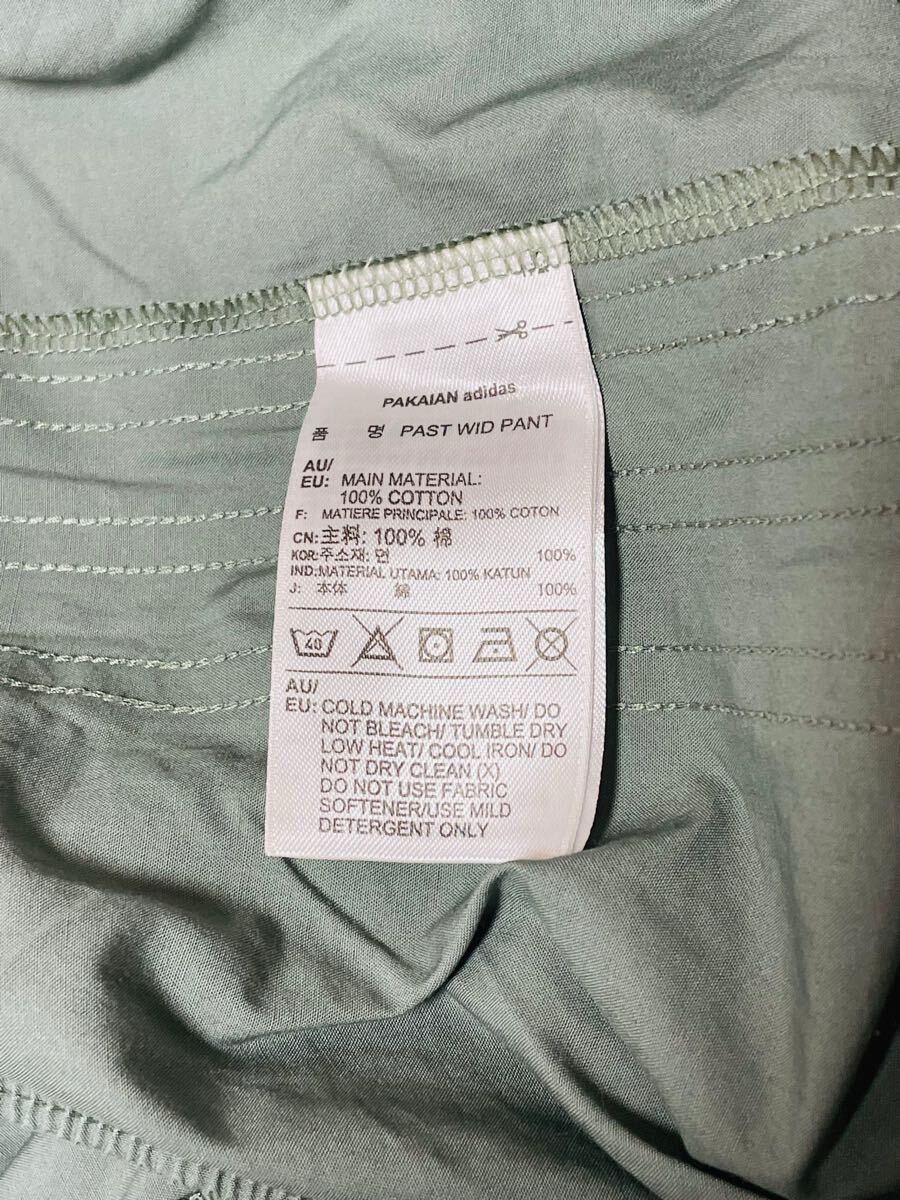 PAKAIAN adidas
품 명 PAST WID PANT
AU/
EU: MAIN MATERIAL:
100% COTTON
F: MATIERE PRINCIPALE: 100% COTON
CN:主料: 100% 棉
KOR:주소재: 면 100%
IND:MATERIAL UTAMA: 100% KATUN
J: 本体 綿 100%
40
AU/
EU: COLD MACHINE WASH/ DO
NOT BLEACH/ TUMBLE DRY
LOW HEAT/ COOL IRON/ DO
NOT DRY CLEAN (X)
DO NOT USE FABRIC
SOFTENER/USE MILD
DETERGENT ONLY